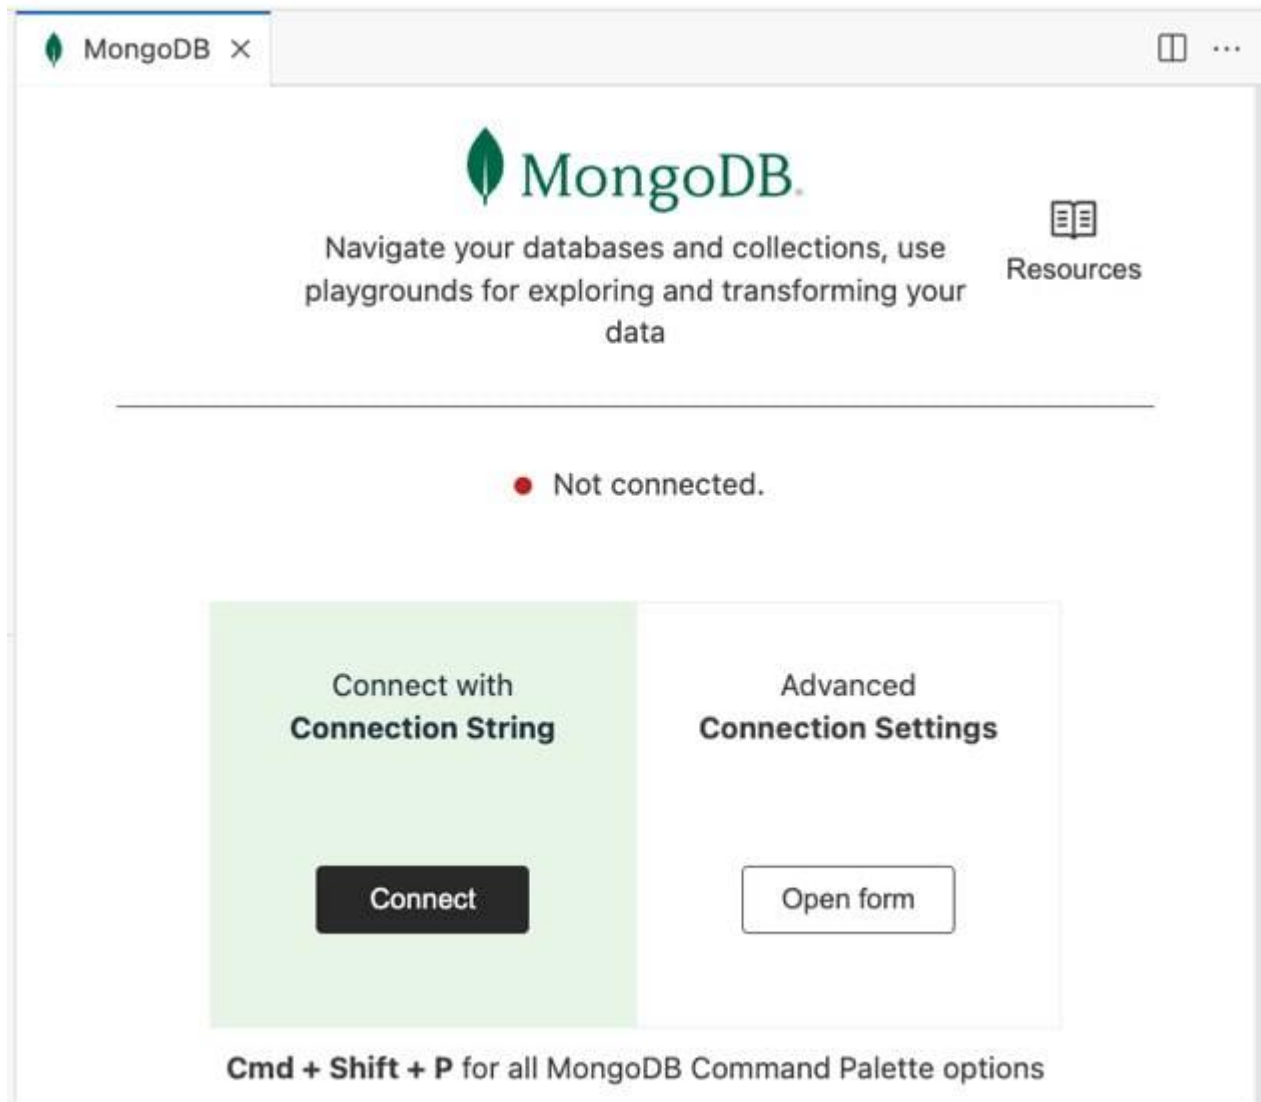 MongoDB
MongoDB.
Navigate your databases and collections, use
playgrounds for exploring and transforming your
data
Resources
Not connected.
Connect with
Connection String
Connect
Advanced
Connection Settings
Open form
Cmd + Shift + P for all MongoDB Command Palette options